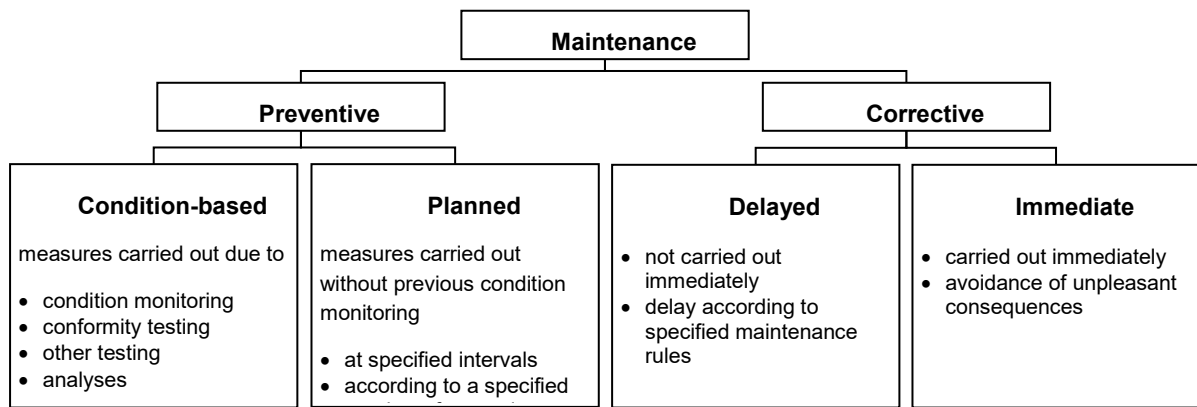 Maintenance
Preventive
Corrective
Condition-based
measures carried out due to
• condition monitoring
• conformity testing
• other testing
• analyses
Planned
measures carried out
without previous condition
monitoring
• at specified intervals
• according to a specified
Delayed
• not carried out
immediately
• delay according to
specified maintenance
rules
Immediate
• carried out immediately
• avoidance of unpleasant
consequences